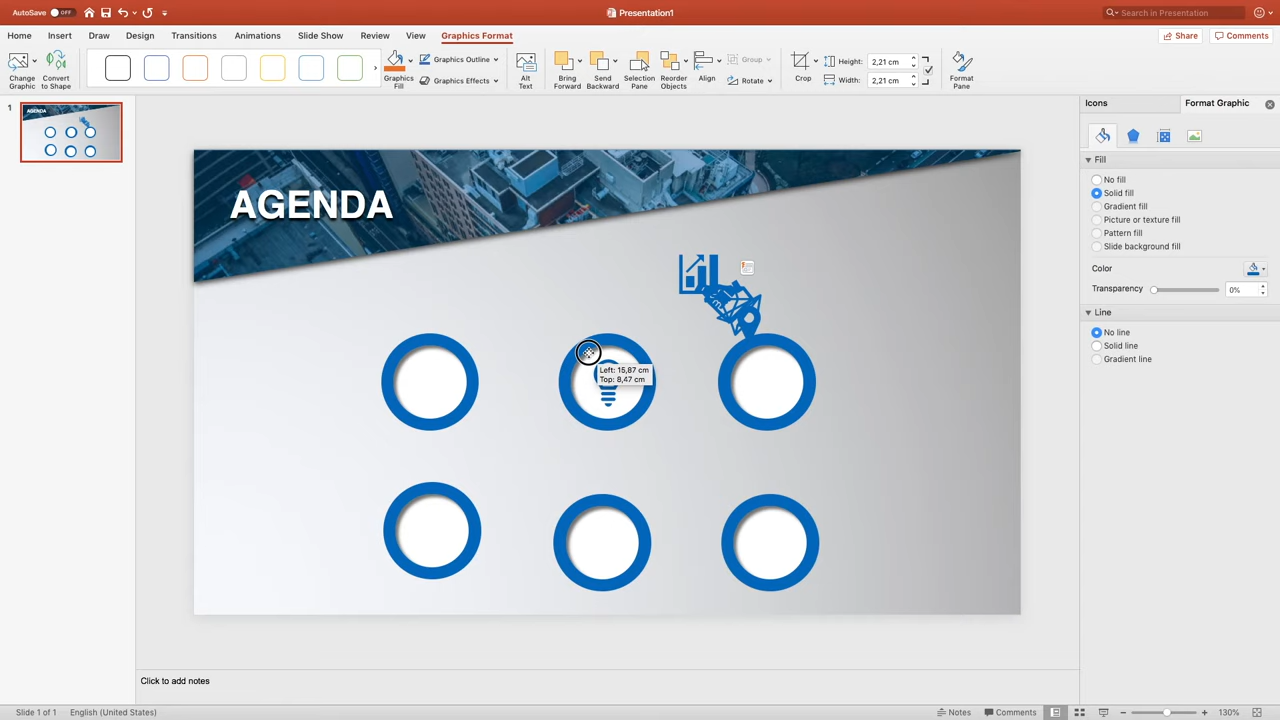 AutoSave OFF
Presentation1
Search in Presentation
Home Insert Draw Design Transitions Animations Slide Show Review View Graphics Format
Share Comments
Change
Graphic
Convert
to Shape
Graphics
Fill
Graphics Outline
Graphics Effects
Alt
Text
Bring
Forward
Send
Backward
Selection
Pane
Reorder
Objects
Align
Group
Rotate
Crop
Height: 2,21 cm
Width: 2,21 cm
Format
Pane
1
AGENDA
AGENDA
Left: 15,87 cm
Top: 8,47 cm
Icons Format Graphic
Fill
No fill
Solid fill
Gradient fill
Picture or texture fill
Pattern fill
Slide background fill
Color
Transparency 0%
Line
No line
Solid line
Gradient line
Click to add notes
Slide 1 of 1 English (United States) Notes Comments 130%